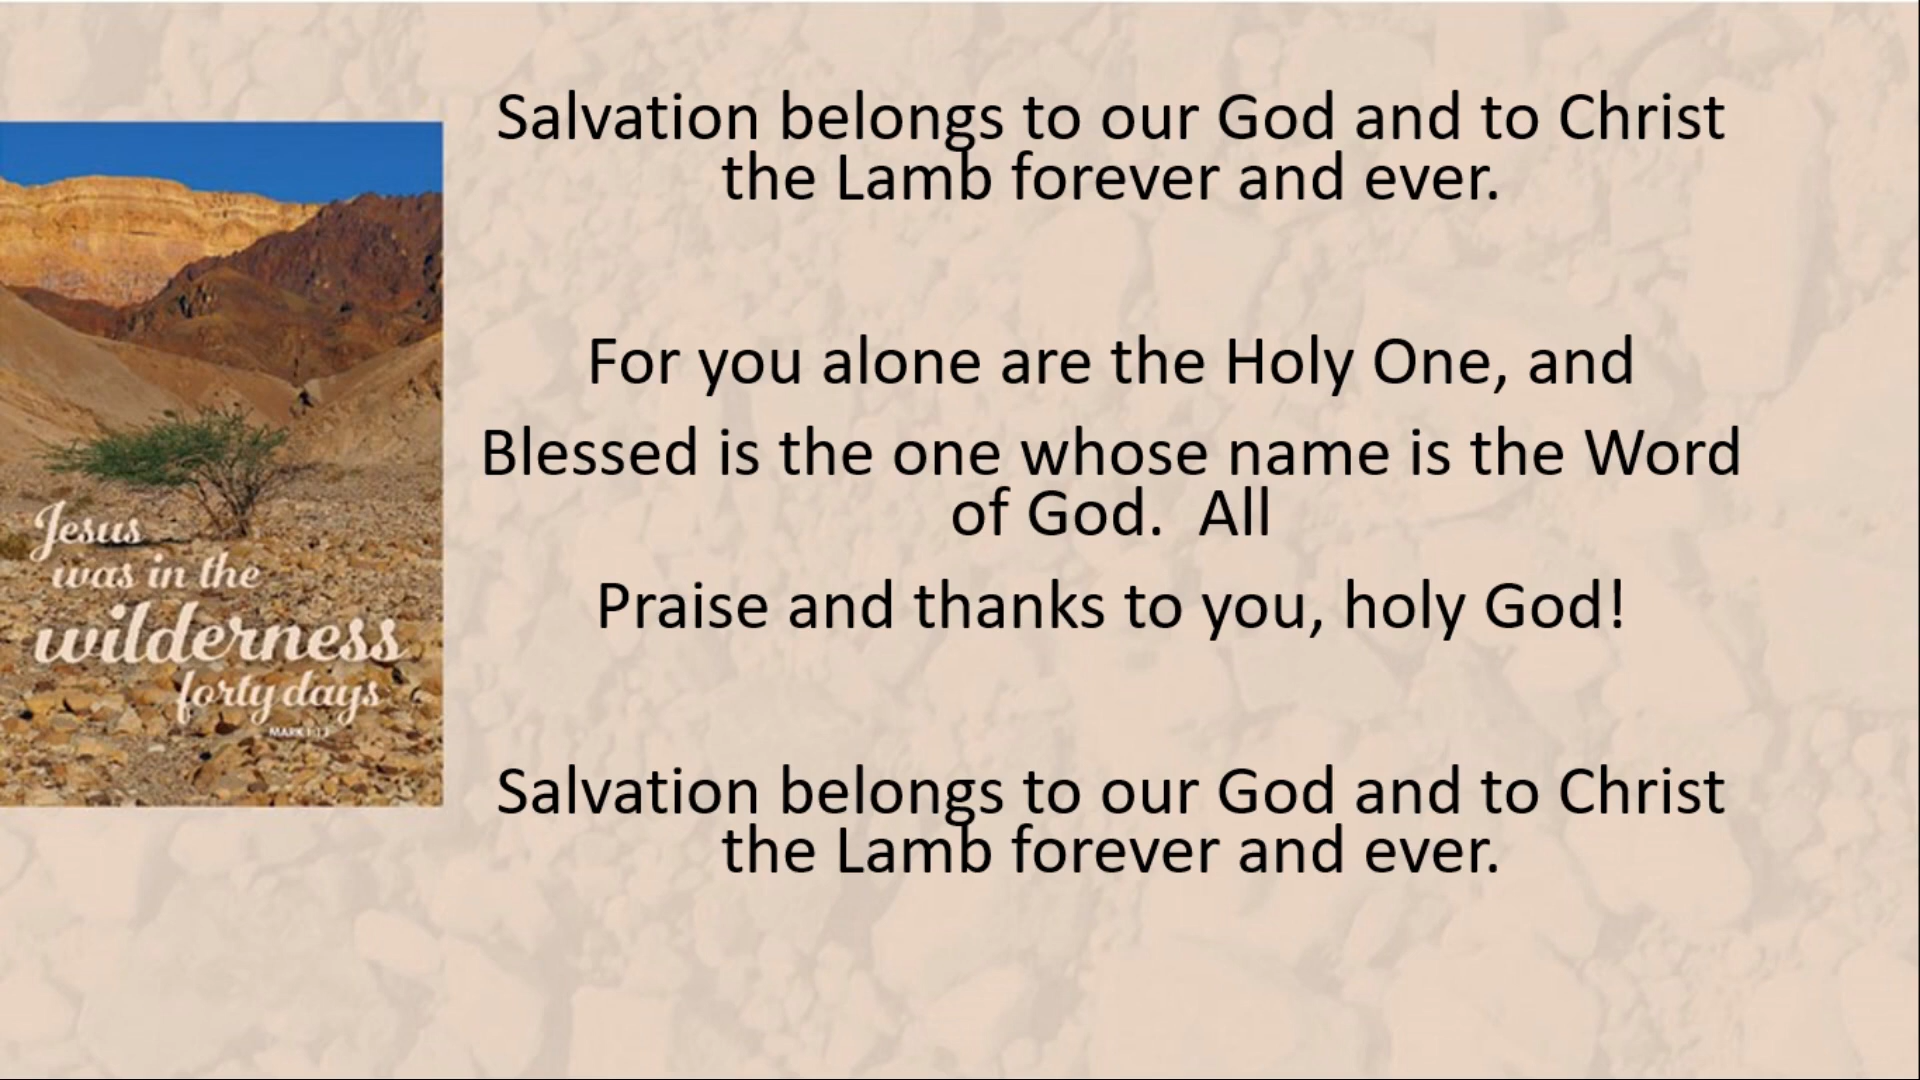 Salvation belongs to our God and to Christ
the Lamb forever and ever.
For you alone are the Holy One, and
Blessed is the one whose name is the Word
of God.  All
Praise and thanks to you, holy God!
Salvation belongs to our God and to Christ
the Lamb forever and ever.
Jesus
was in the
wilderness
forty days
MARK 1:13